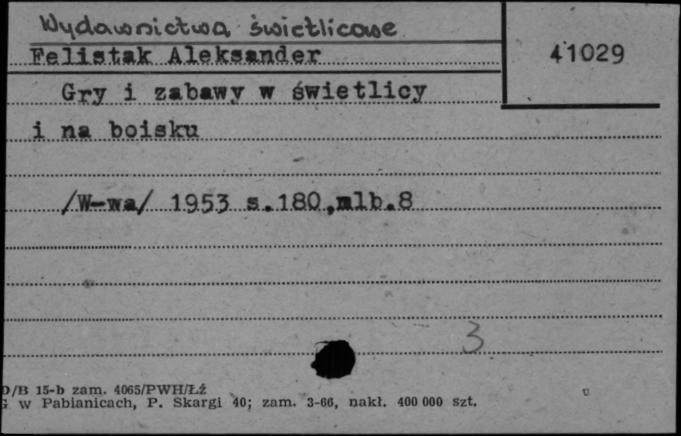 Wydawnictwa świetlicowe
Felistak Aleksander
41029
Gry i zabawy w świetlicy
i na boisku
/W-wa/ 1953 s.180,nlb.8
3
D/B 15-b zam. 4065/PWH/Łź
G w Pabianicach, P. Skargi 40; zam. 3-66, nakł. 400 000 szt.
u